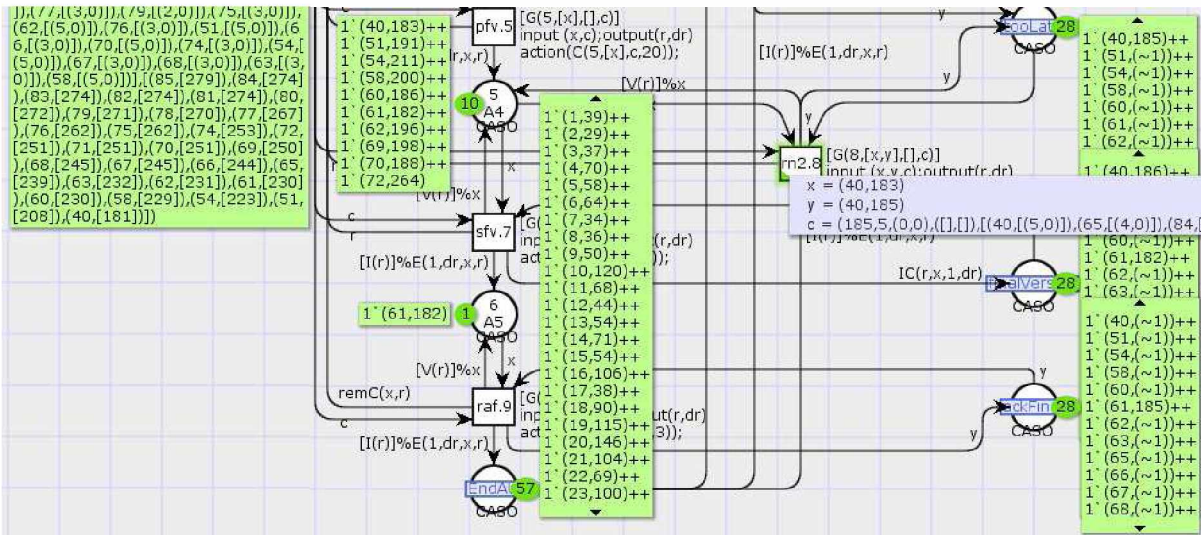 ]),(77,[(3,0)]),(79,[(2,0)]),(75,[(3,0)]),
(62,[(5,0)]),(76,[(3,0)]),(51,[(5,0)]),(6
6,[(3,0)]),(70,[(5,0)]),(74,[(3,0)]),(54,[
(5,0)]),(67,[(3,0)]),(68,[(3,0)]),(63,[(3,
0)]),(58,[(5,0)])],[(85,[279]),(84,[274]
),(83,[274]),(82,[274]),(81,[274]),(80,
[272]),(79,[271]),(78,[270]),(77,[267]
),(76,[262]),(75,[262]),(74,[253]),(72,
[251]),(71,[251]),(70,[251]),(69,[250]
),(68,[245]),(67,[245]),(66,[244]),(65,
[239]),(63,[232]),(62,[231]),(61,[230]
),(60,[230]),(58,[229]),(54,[223]),(51,
[208]),(40,[181])])
1`(40,183)++
1`(51,191)++
1`(54,211)++
1`(58,200)++
1`(60,186)++
1`(61,182)++
1`(62,196)++
1`(69,198)++
1`(70,188)++
1`(72,264)
pfv.5
[G(5,[x],[],c)]
input (x,c);output(r,dr)
action(C(5,[x],c,20));
dr,x,r)
10
5
A4
CASO
[V(r)]%x
x
c
r
sfv.7
[I(r)]%E(1,dr,x,r)
1`(61,182)
1
6
A5
CASO
[V(r)]%x
x
remC(x,r)
c
raf.9
[I(r)]%E(1,dr,x,r)
57
CASO
1`(1,39)++
1`(2,29)++
1`(3,37)++
1`(4,70)++
1`(5,58)++
1`(6,64)++
1`(7,34)++
1`(8,36)++
1`(9,50)++
1`(10,120)++
1`(11,68)++
1`(12,44)++
1`(13,54)++
1`(14,71)++
1`(15,54)++
1`(16,106)++
1`(17,38)++
1`(18,90)++
1`(19,115)++
1`(20,146)++
1`(21,104)++
1`(22,69)++
1`(23,100)++
[V(r)]%x
[I(r)]%E(1,dr,x,r)
y
y
y
rn2.8
[G(8,[x,y],[],c)]
input (x,y,c);output(r,dr)
x = (40,183)
y = (40,185)
c = (185,5,(0,0),([],[]),[(40,[(5,0)]),(65,[(4,0)]),(84,[
[I(r)]%E(1,dr,x,r)
IC(r,x,1,dr)
28
CASO
1`(40,185)++
1`(51,(~1))++
1`(54,(~1))++
1`(58,(~1))++
1`(60,(~1))++
1`(61,(~1))++
1`(62,(~1))++
1`(40,186)++
1`(60,(~1))++
1`(61,182)++
1`(62,(~1))++
1`(63,(~1))++
28
CASO
1`(40,(~1))++
1`(51,(~1))++
1`(54,(~1))++
1`(58,(~1))++
1`(60,(~1))++
1`(61,185)++
1`(62,(~1))++
1`(63,(~1))++
1`(65,(~1))++
1`(66,(~1))++
1`(67,(~1))++
1`(68,(~1))++
y
28
CASO
y